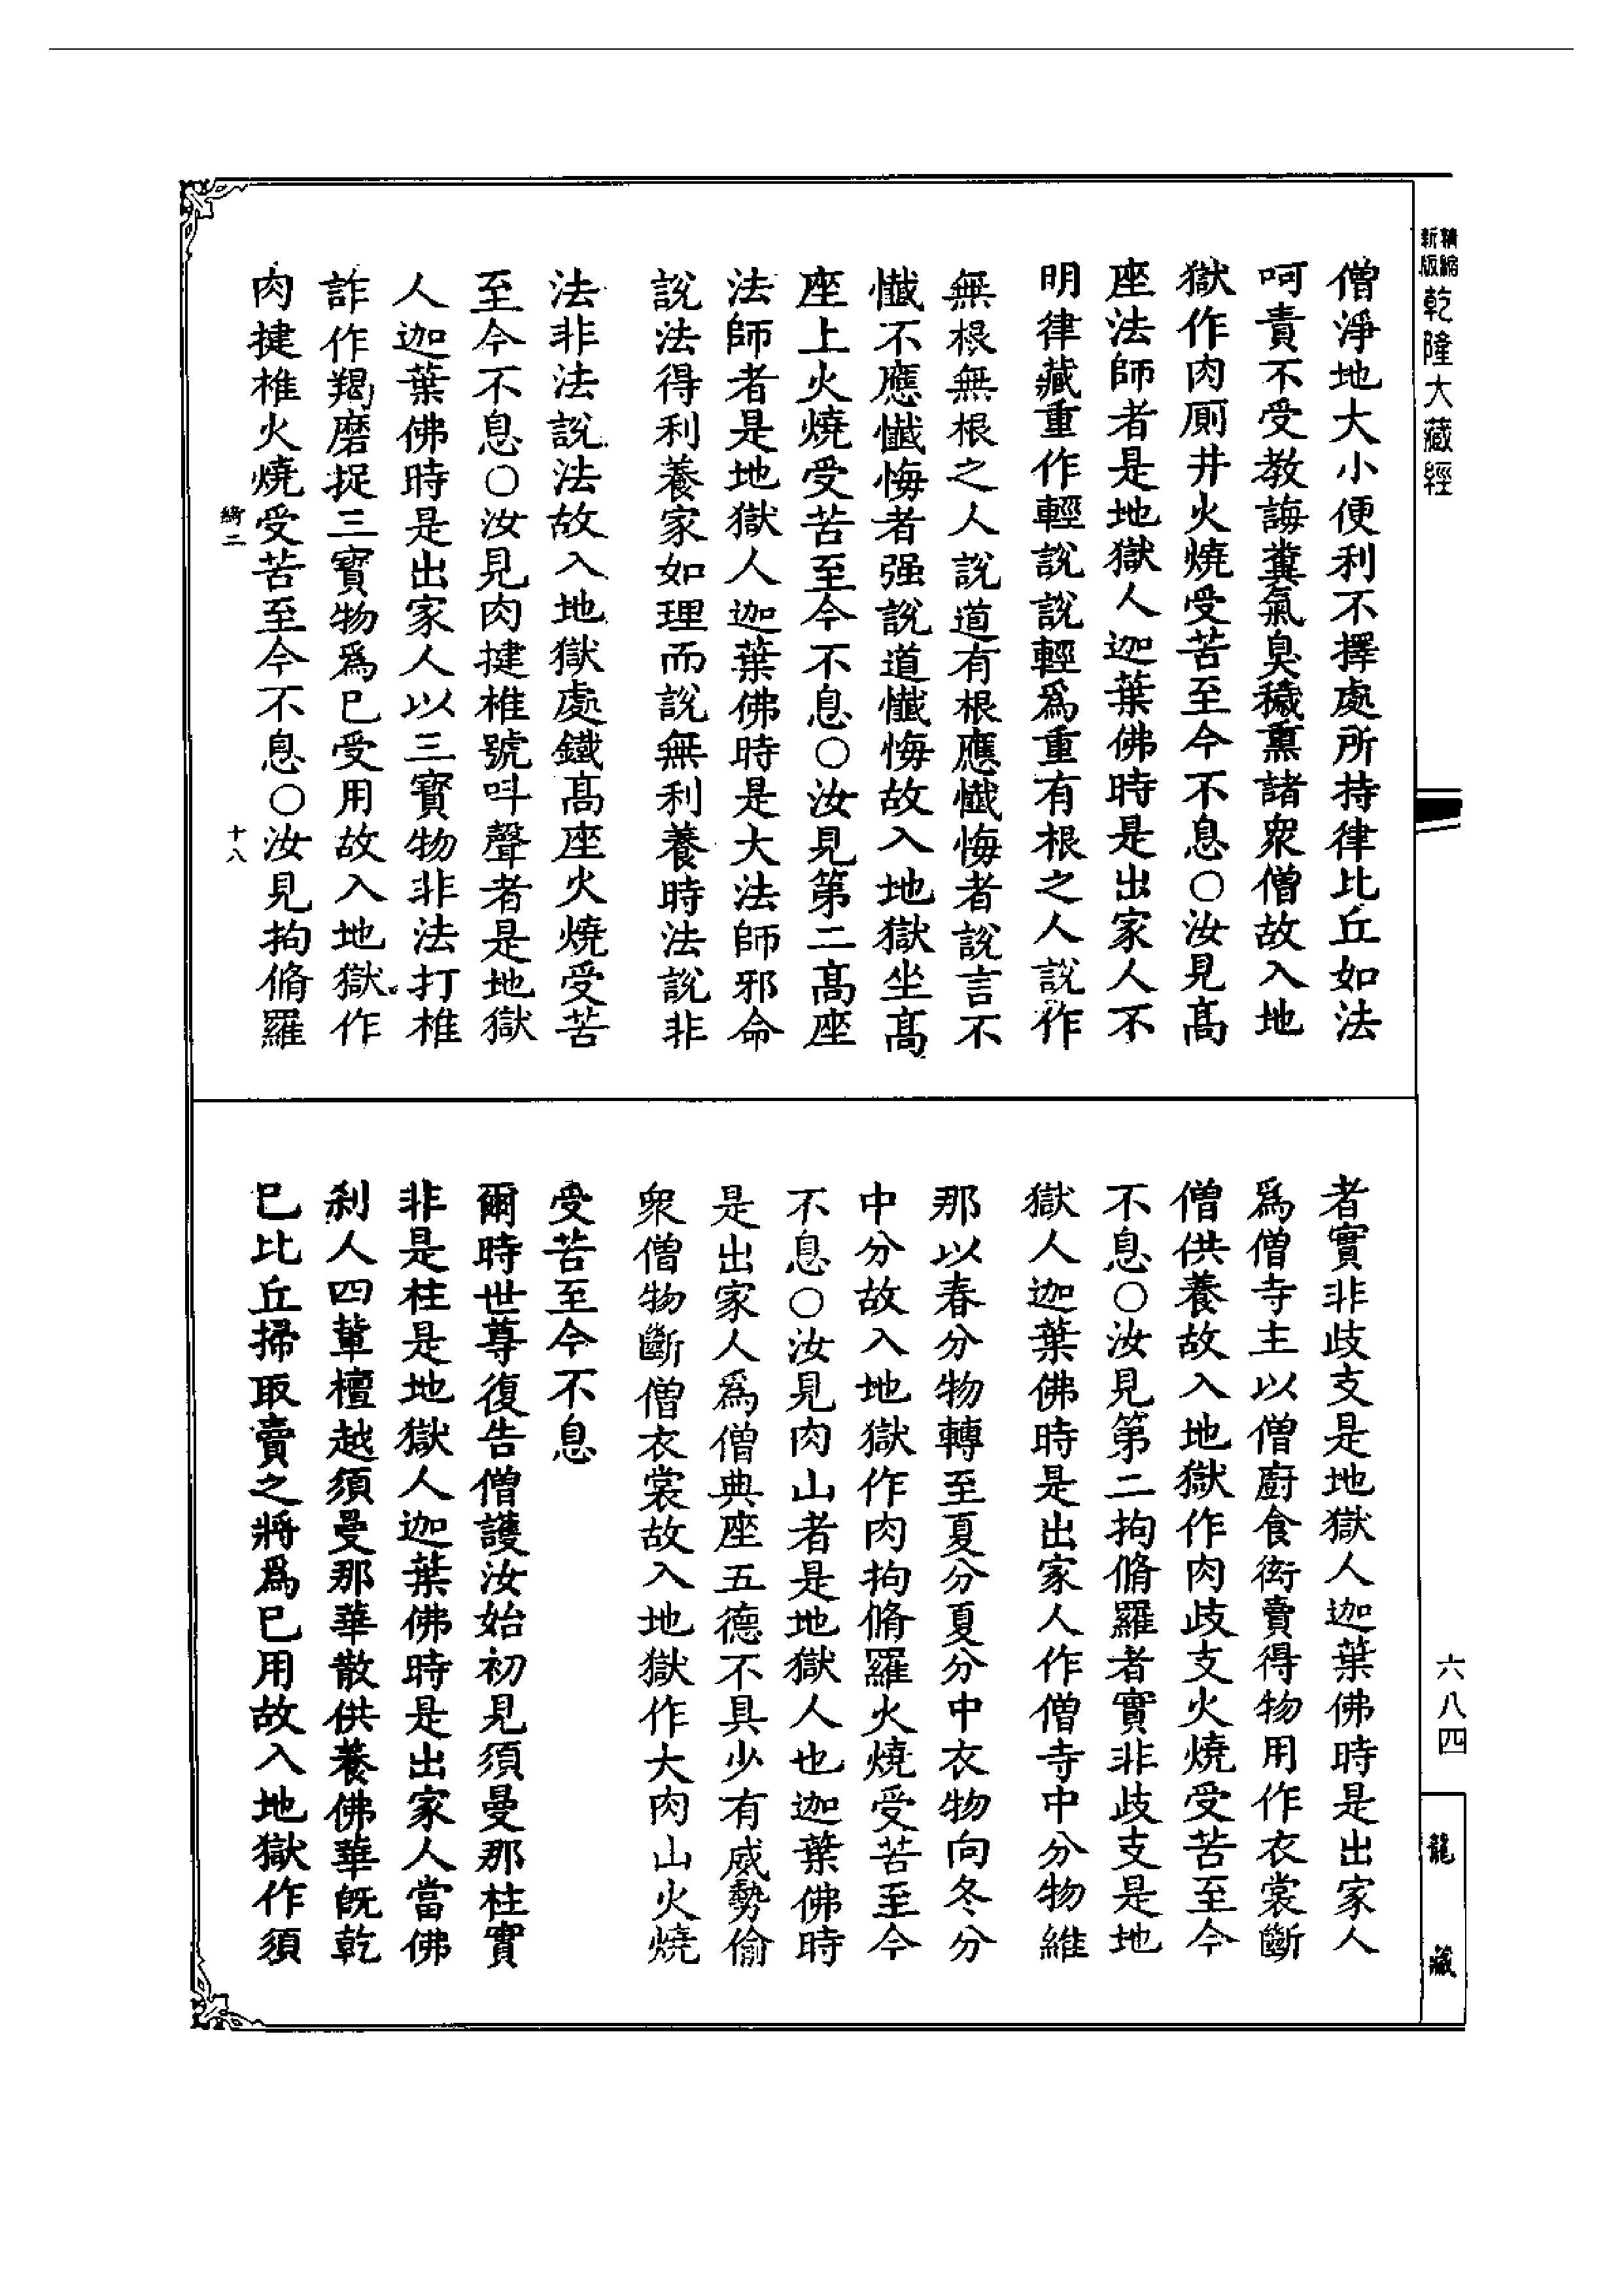 精縮新版乾隆大藏經
僧淨地大小便利不擇處所持律比丘如法
呵責不受教誨糞氣臭穢熏諸衆僧故入地
獄作肉厠井火燒受苦至今不息○汝見高
座法師者是地獄人迦葉佛時是出家人不
明律藏重作輕說說輕爲重有根之人說作
無根無根之人說道有根應懺悔者說言不
懺不應懺悔者强說道懺悔故入地獄坐高
座上火燒受苦至今不息○汝見第二高座
法師者是地獄人迦葉佛時是大法師邪命
說法得利養家如理而說無利養時法說非
法非法說法故入地獄處鐵高座火燒受苦
至今不息○汝見肉揵椎號呌聲者是地獄
人迦葉佛時是出家人以三寶物非法打椎
詐作羯磨捉三寶物爲巳受用故入地獄作
肉揵椎火燒受苦至今不息○汝見拘脩羅
綺二
十八
者實非歧支是地獄人迦葉佛時是出家人
爲僧寺主以僧廚食衒賣得物用作衣裳斷
僧供養故入地獄作肉歧支火燒受苦至今
不息○汝見第二拘脩羅者實非歧支是地
獄人迦葉佛時是出家人作僧寺中分物維
那以春分物轉至夏分夏分中衣物向冬分
中分故入地獄作肉拘脩羅火燒受苦至今
不息○汝見肉山者是地獄人也迦葉佛時
是出家人爲僧典座五德不具少有威勢偷
衆僧物斷僧衣裳故入地獄作大肉山火燒
受苦至今不息
爾時世尊復告僧護汝始初見須曼那柱實
非是柱是地獄人迦葉佛時是出家人當佛
刹人四輩檀越須曼那華散供養佛華旣乾
巳比丘掃取賣之將爲巳用故入地獄作須
六八四
龍藏